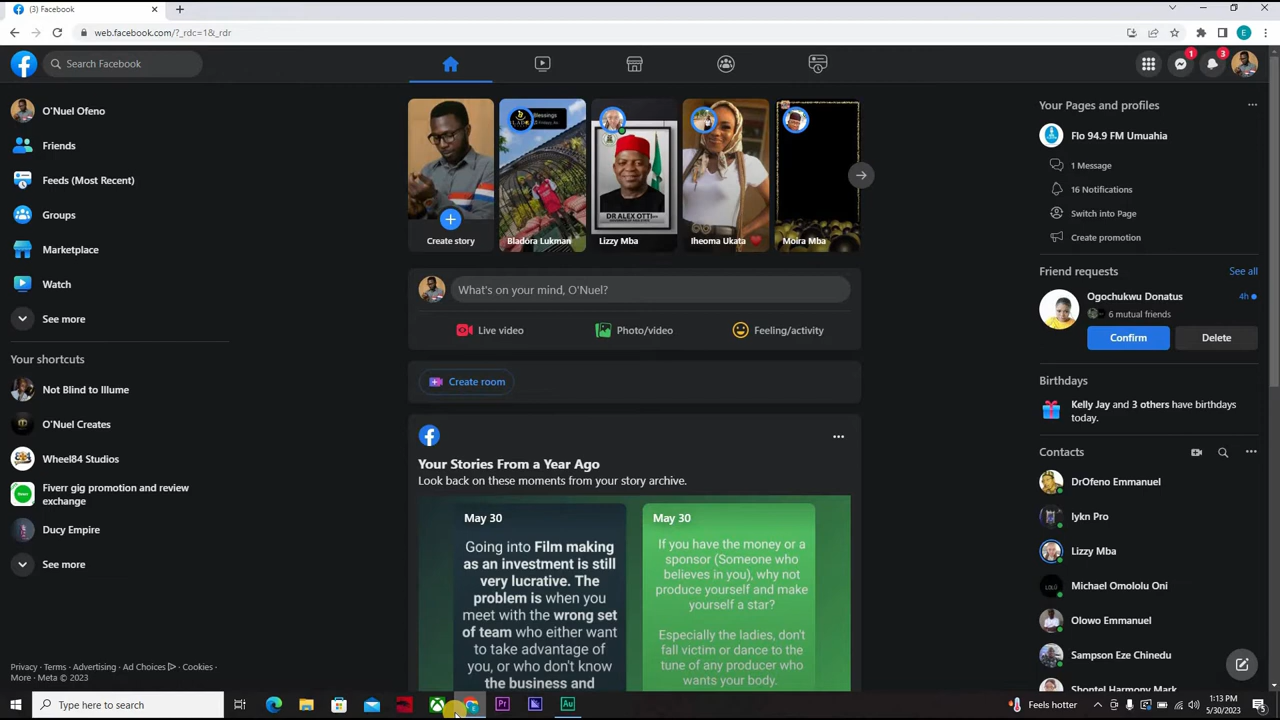 (3) Facebook
web.facebook.com/?_rdc=1&_rdr
E
Search Facebook
1
3
O'Nuel Ofeno
Friends
Feeds (Most Recent)
Groups
Marketplace
Watch
See more
Your shortcuts
Not Blind to Illume
O'Nuel Creates
Wheel84 Studios
Fiverr gig promotion and review
exchange
Ducy Empire
See more
Privacy · Terms · Advertising · Ad Choices · Cookies ·
More · Meta © 2023
Create story
Blessings
Bladora Lukman
DR ALEX OTTI
Lizzy Mba
Iheoma Ukata
Moira Mba
What's on your mind, O'Nuel?
Live video
Photo/video
Feeling/activity
Create room
Your Stories From a Year Ago
Look back on these moments from your story archive.
May 30
Going into Film making
as an investment is still
very lucrative. The
problem is when you
meet with the wrong set
of team who either want
to take advantage of
you, or who don't know
the business and
May 30
If you have the money or a
sponsor (Someone who
believes in you), why not
produce yourself and make
yourself a star?
Especially the ladies, don't
fall victim or dance to the
tune of any producer who
wants your body.
Your Pages and profiles
Flo 94.9 FM Umuahia
1 Message
16 Notifications
Switch into Page
Create promotion
Friend requests
See all
Ogochukwu Donatus
4h
6 mutual friends
Confirm
Delete
Birthdays
Kelly Jay and 3 others have birthdays
today.
Contacts
DrOfeno Emmanuel
Iykn Pro
Lizzy Mba
Michael Omololu Oni
Olowo Emmanuel
Sampson Eze Chinedu
Shontel Harmony Mark
Type here to search
Pr
Au
Feels hotter
1:13 PM
5/30/2023